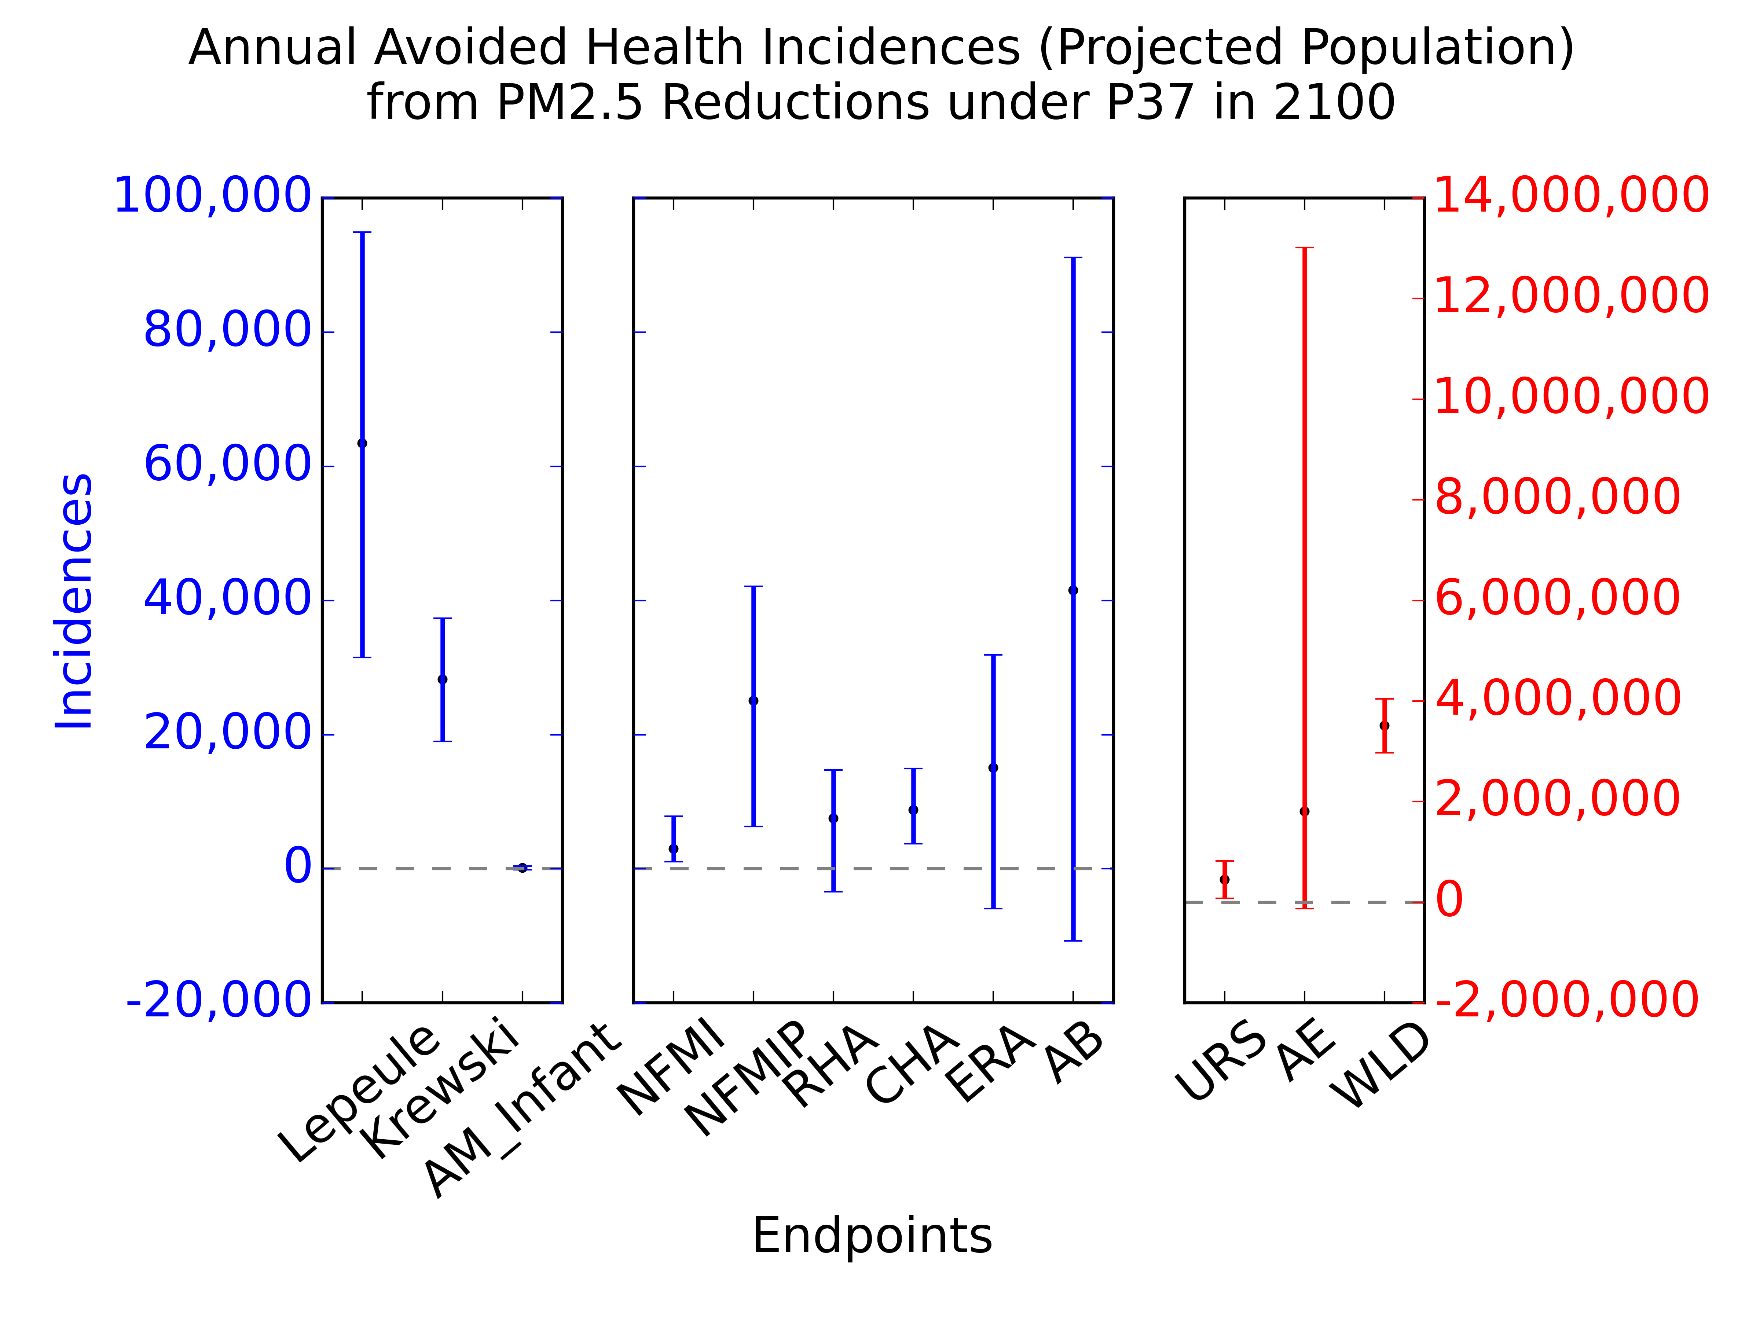 Annual Avoided Health Incidences (Projected Population)
from PM2.5 Reductions under P37 in 2100
Incidences
100,000
80,000
60,000
40,000
20,000
0
-20,000
14,000,000
12,000,000
10,000,000
8,000,000
6,000,000
4,000,000
2,000,000
0
-2,000,000
Lepeule
Krewski
AM_Infant
NFMI
NFMIP
RHA
CHA
ERA
AB
URS
AE
WLD
Endpoints